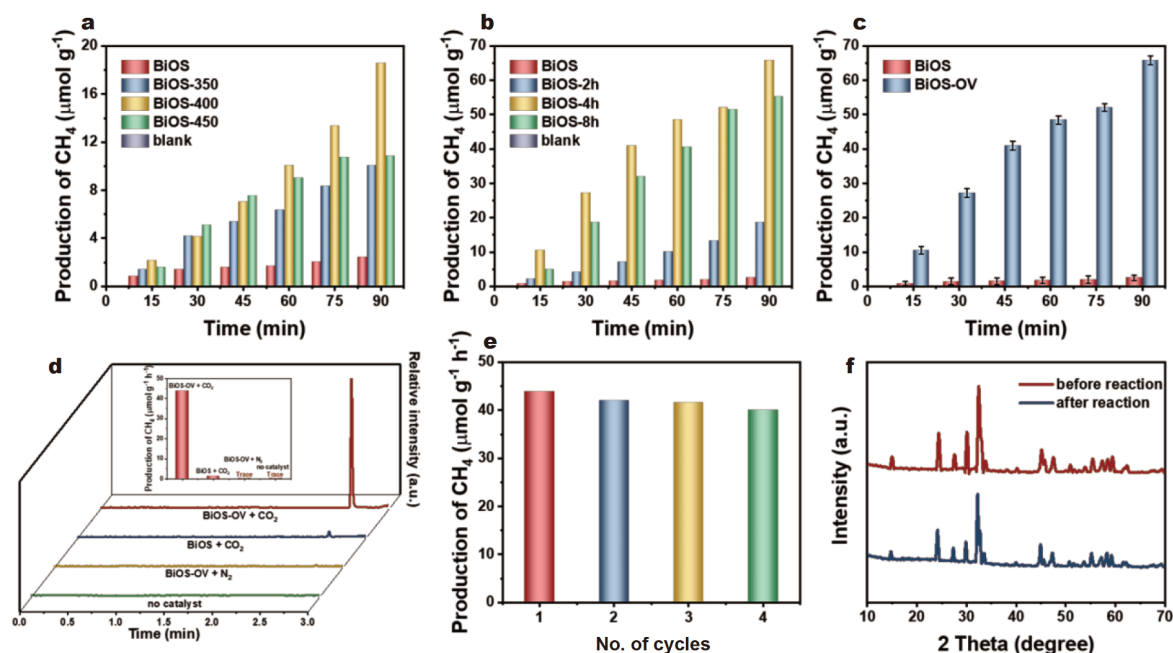 a
Production of CH4 (μmol g-1)
20
16
12
8
4
0
BiOS
BiOS-350
BiOS-400
BiOS-450
blank
0 15 30 45 60 75 90
Time (min)
b
Production of CH4 (μmol g-1)
70
60
50
40
30
20
10
0
BiOS
BiOS-2h
BiOS-4h
BiOS-8h
blank
0 15 30 45 60 75 90
Time (min)
c
Production of CH4 (μmol g-1)
70
60
50
40
30
20
10
0
BiOS
BiOS-OV
0 15 30 45 60 75 90
Time (min)
d
Relative intensity (a.u.)
Production of CH4 (μmol g-1 h-1)
50
40
30
20
10
0
BiOS-OV + CO2
BiOS + CO2
BiOS-OV + N2
Trace
no catalyst
Trace
BiOS-OV + CO2
BiOS + CO2
BiOS-OV + N2
no catalyst
0.0 0.5 1.0 1.5 2.0 2.5 3.0
Time (min)
e
Production of CH4 (μmol g-1 h-1)
50
40
30
20
10
0
1 2 3 4
No. of cycles
f
before reaction
after reaction
Intensity (a.u.)
10 20 30 40 50 60 70
2 Theta (degree)